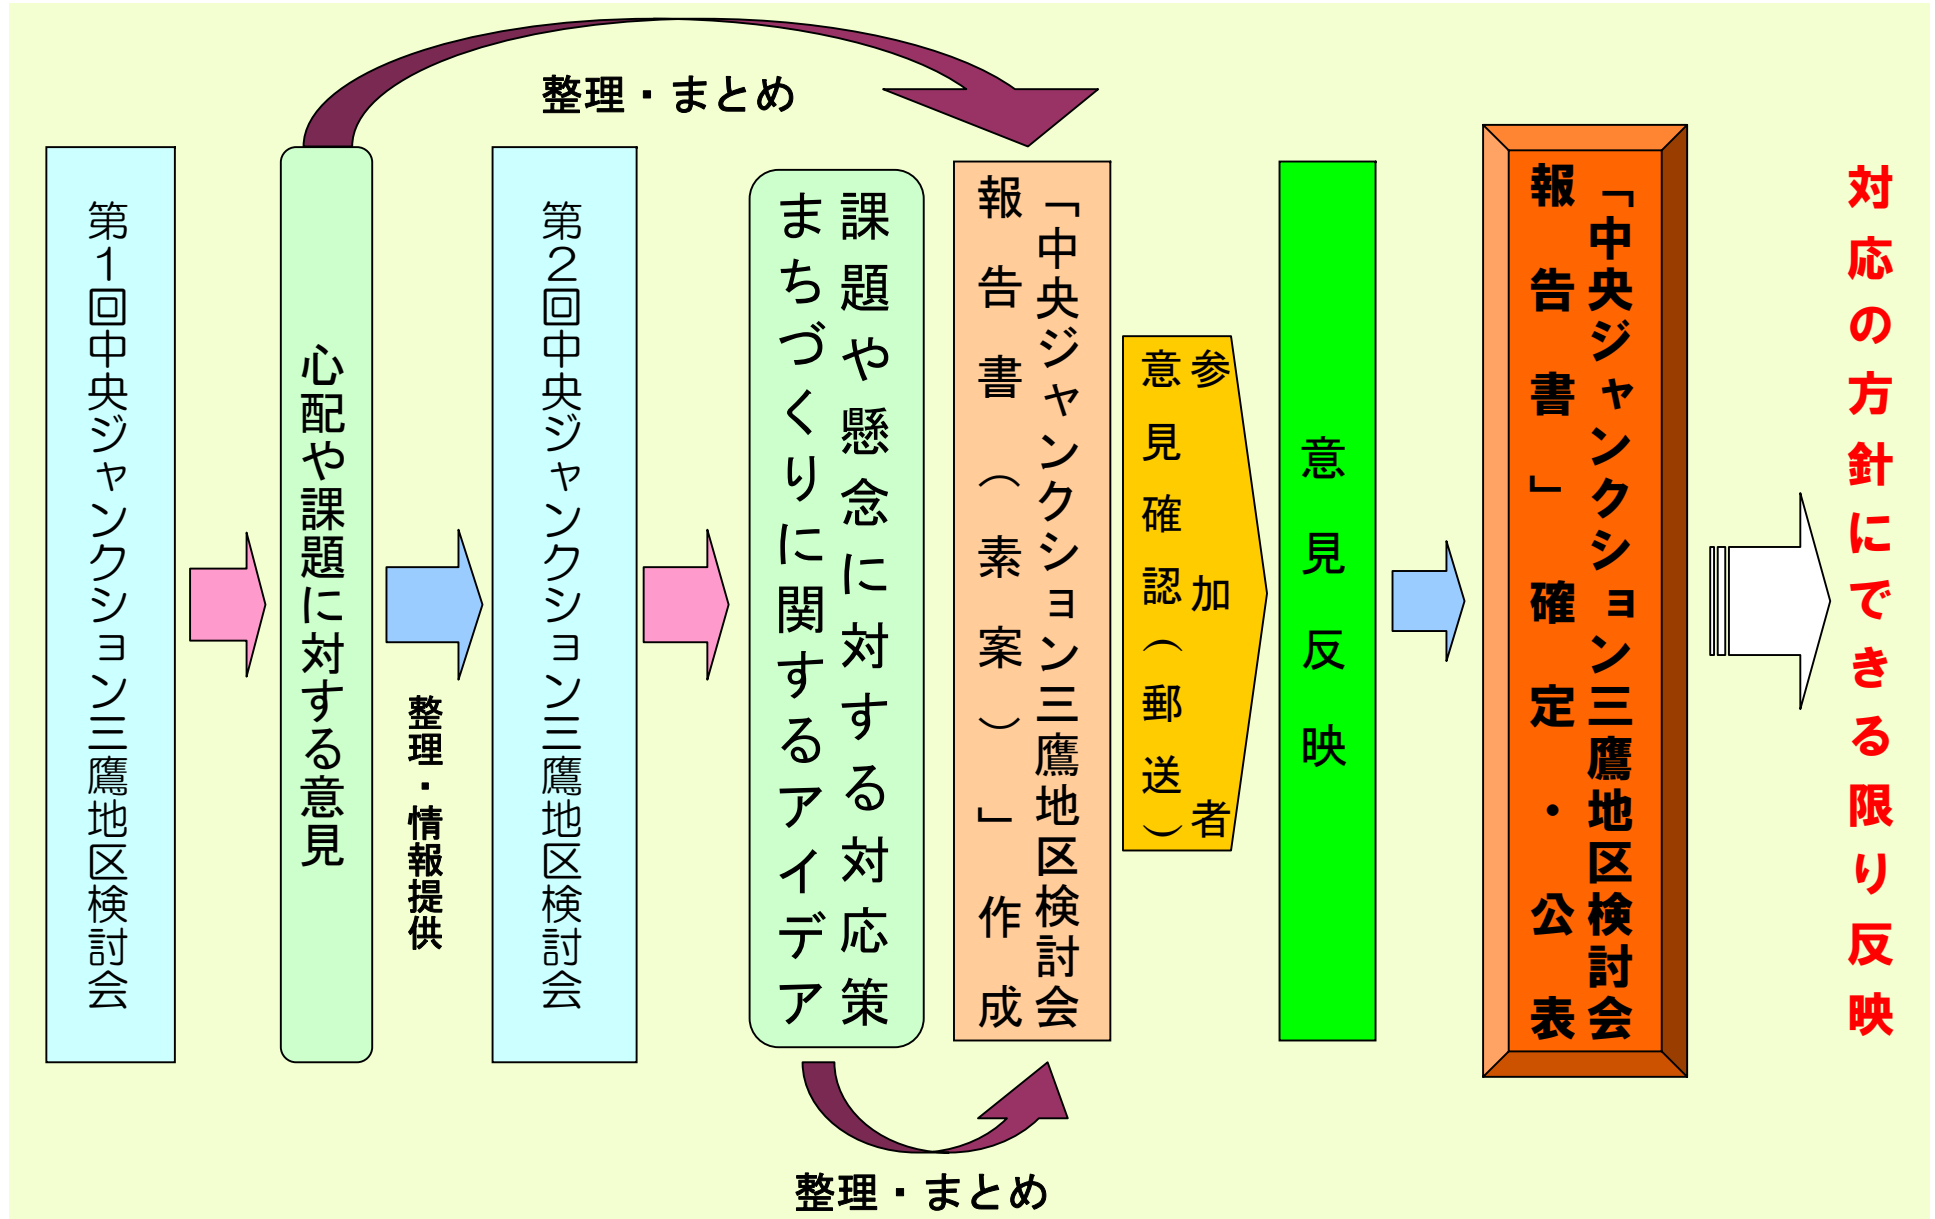 整理・まとめ
第1回中央ジャンクション三鷹地区検討会
心配や課題に対する意見
整理・情報提供
第2回中央ジャンクション三鷹地区検討会
課題や懸念に対する対応策
まちづくりに関するアイデア
「中央ジャンクション三鷹地区検討会
報告書（素案）」作成
参加者
意見確認（郵送）
意見反映
「中央ジャンクション三鷹地区検討会
報告書」確定・公表
対応の方針にできる限り反映
整理・まとめ